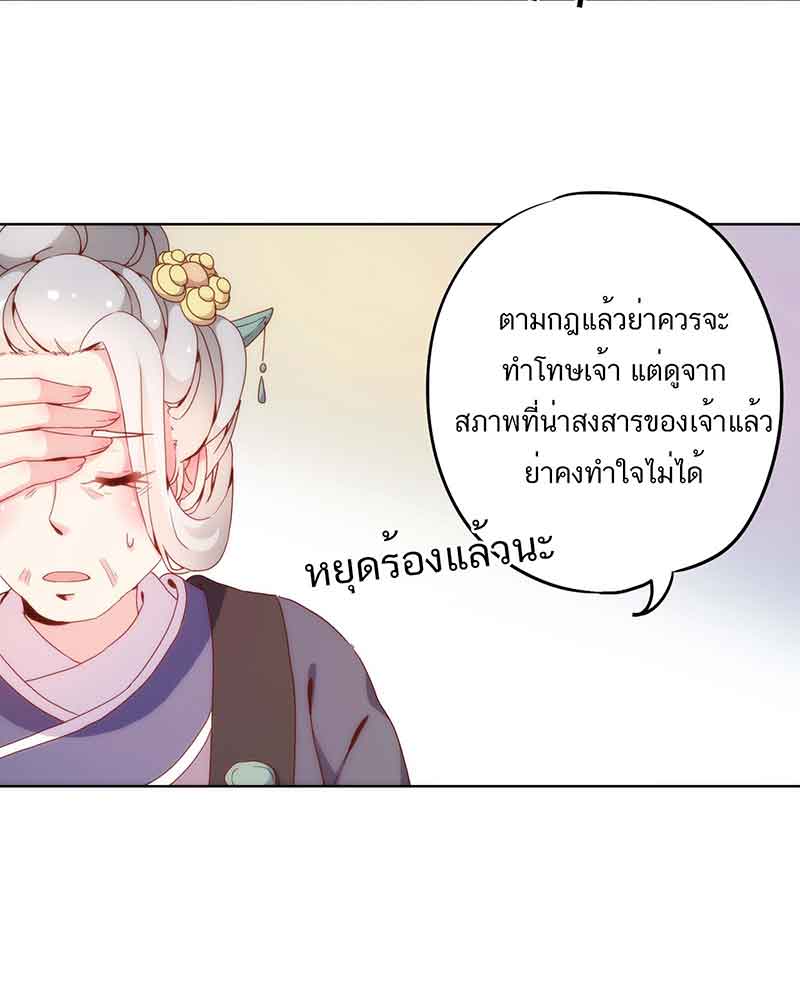 ตามกฎแล้วย่าควรจะ
ทำโทษเจ้า แต่ดูจาก
สภาพที่น่าสงสารของเจ้าแล้ว
ย่าคงทำใจไม่ได้
หยุดร้องแล้วนะ